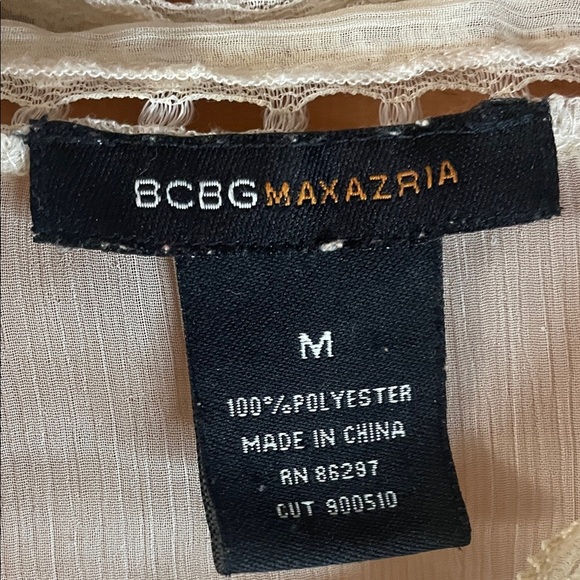 BCBGMAXAZRIA
M
100%POLYESTER
MADE IN CHINA
RN 86297
CUT 900510